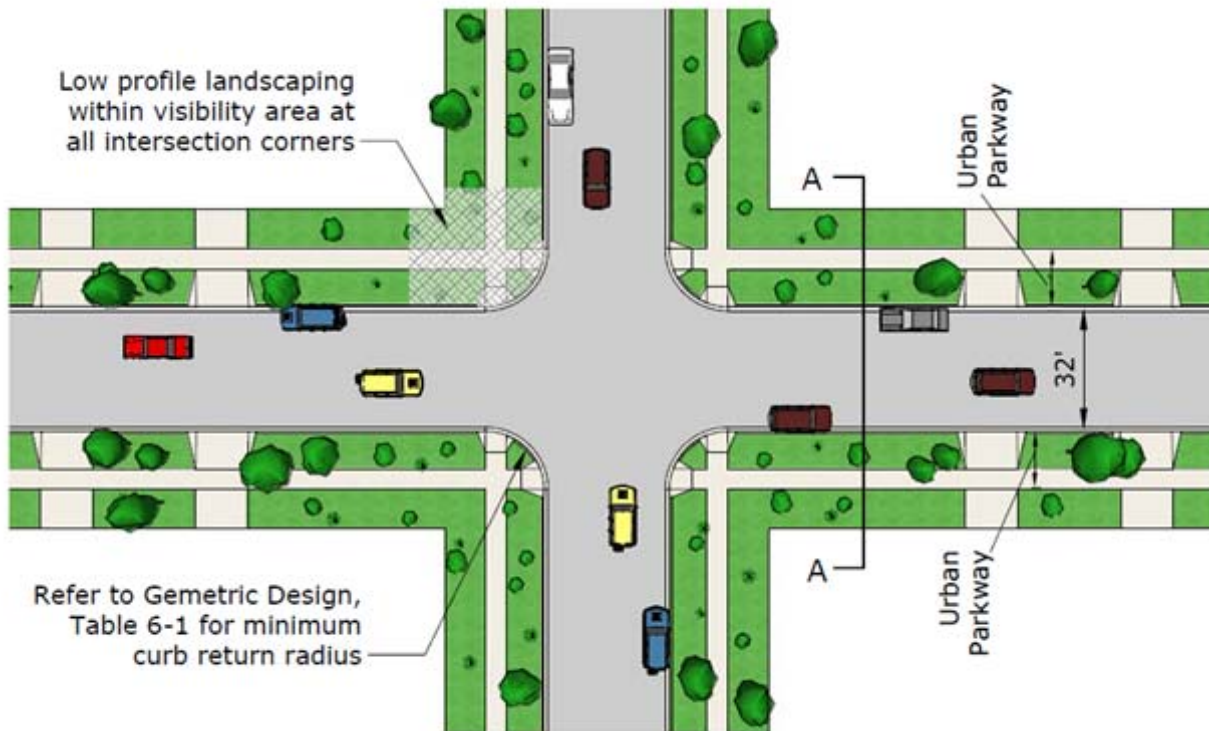 Low profile landscaping
within visibility area at
all intersection corners
A
Urban
Parkway
32'
A
Urban
Parkway
Refer to Gemetric Design,
Table 6-1 for minimum
curb return radius